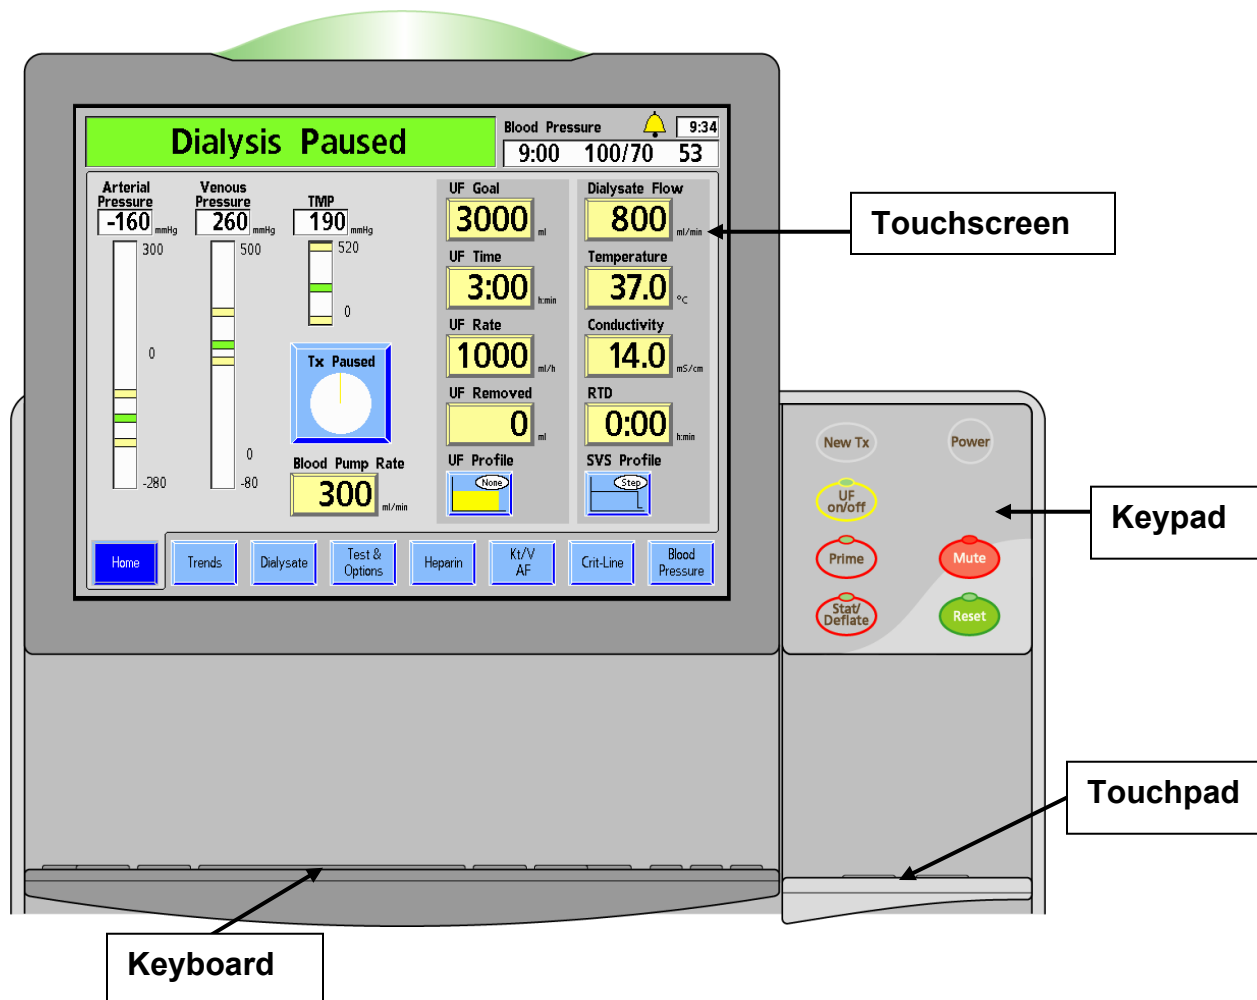 Dialysis Paused
Blood Pressure
9:34
9:00 100/70 53
Arterial
Pressure
-160 mmHg
300
0
-280
Venous
Pressure
260 mmHg
500
0
-80
TMP
190 mmHg
520
0
Tx Paused
Blood Pump Rate
300 ml/min
UF Goal
3000 ml
UF Time
3:00 h:min
UF Rate
1000 ml/h
UF Removed
0 ml
UF Profile
None
Dialysate Flow
800 ml/min
Temperature
37.0 °C
Conductivity
14.0 mS/cm
RTD
0:00 h:min
SVS Profile
Step
Home
Trends
Dialysate
Test &
Options
Heparin
Kt/V
AF
Crit-Line
Blood
Pressure
New Tx
Power
UF
on/off
Prime
Mute
Stat/
Deflate
Reset
Touchscreen
Keypad
Touchpad
Keyboard